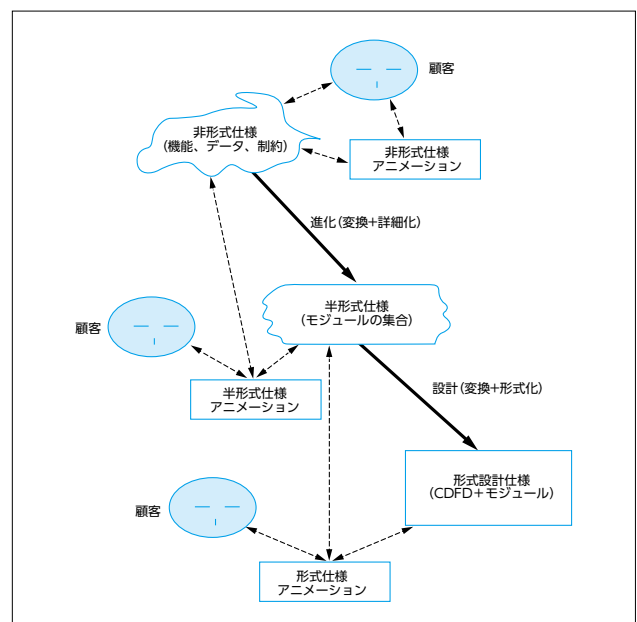 顧客
非形式仕様
(機能、データ、制約)
非形式仕様
アニメーション
進化(変換+詳細化)
半形式仕様
(モジュールの集合)
顧客
半形式仕様
アニメーション
設計(変換+形式化)
形式設計仕様
(CDFD+モジュール)
顧客
形式仕様
アニメーション